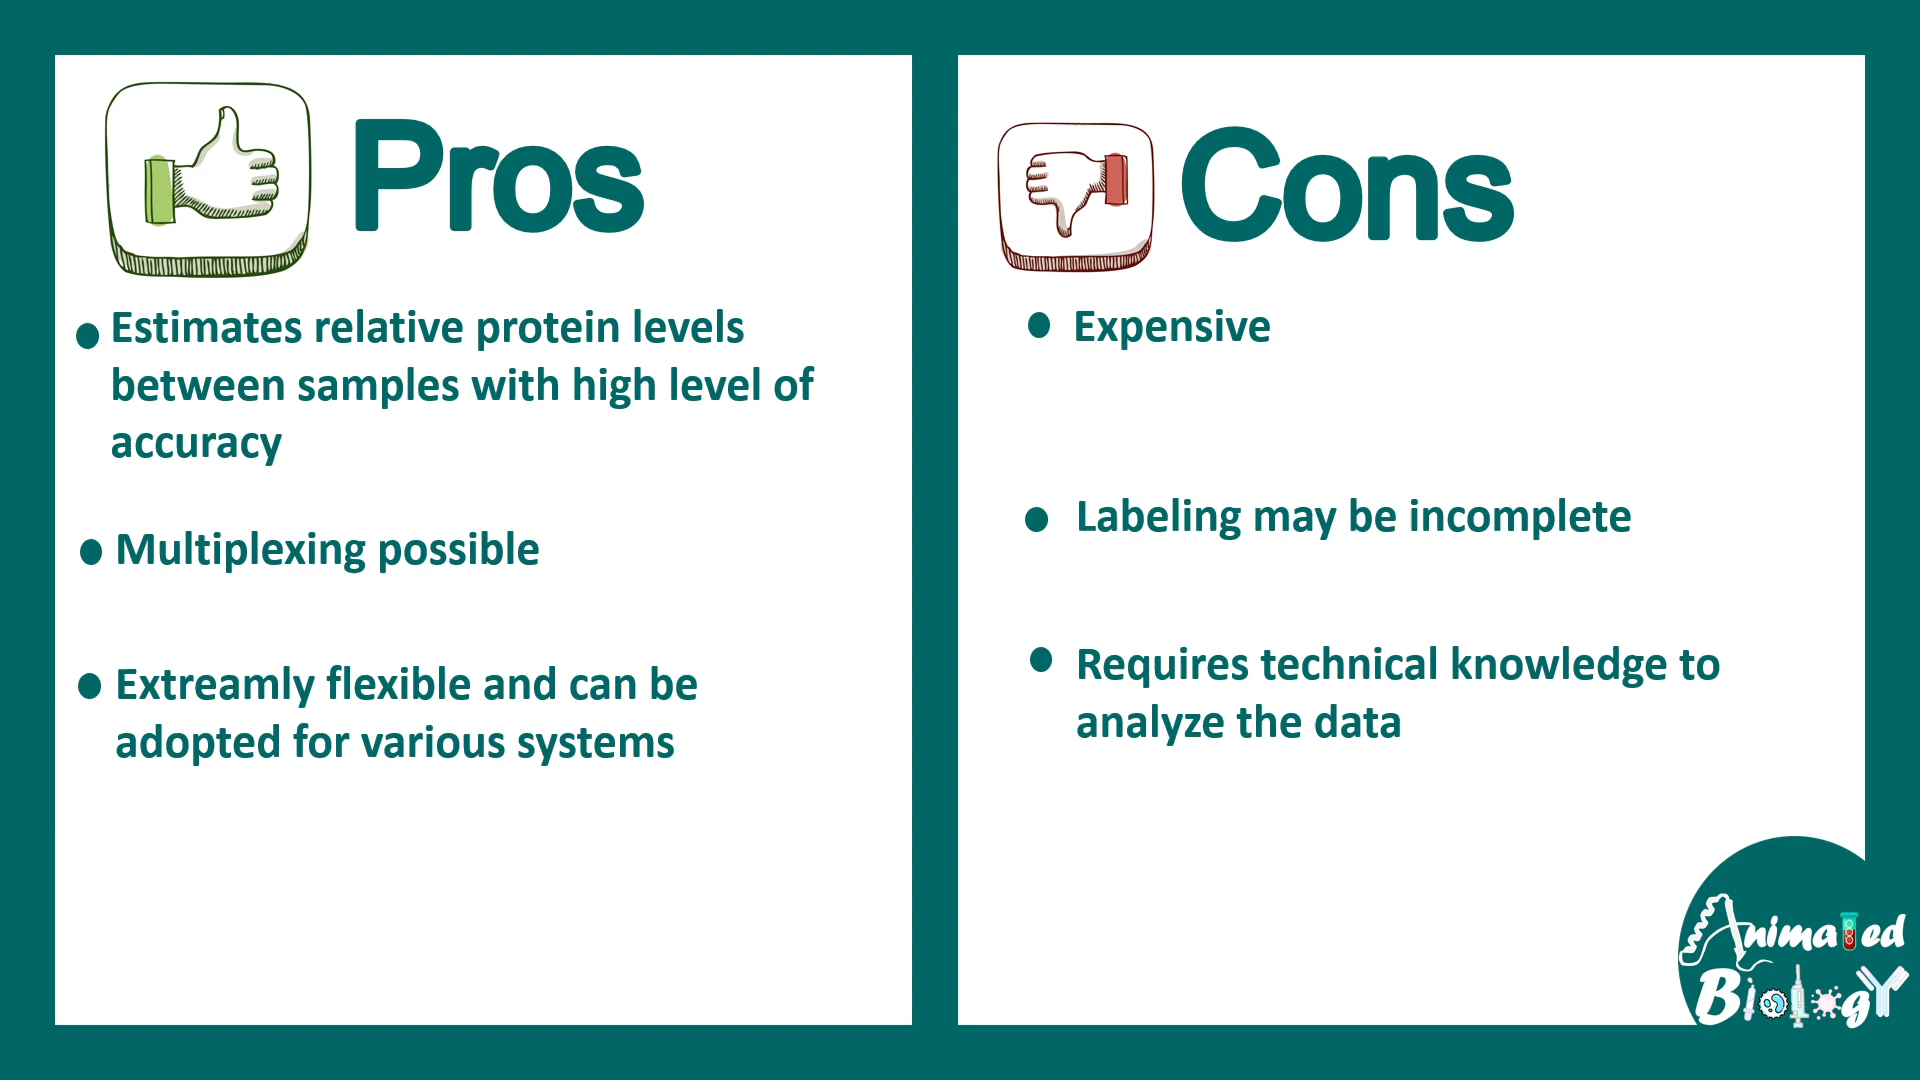 Pros
Estimates relative protein levels
between samples with high level of
accuracy
Multiplexing possible
Extreamly flexible and can be
adopted for various systems
Cons
Expensive
Labeling may be incomplete
Requires technical knowledge to
analyze the data
Animated
Biology